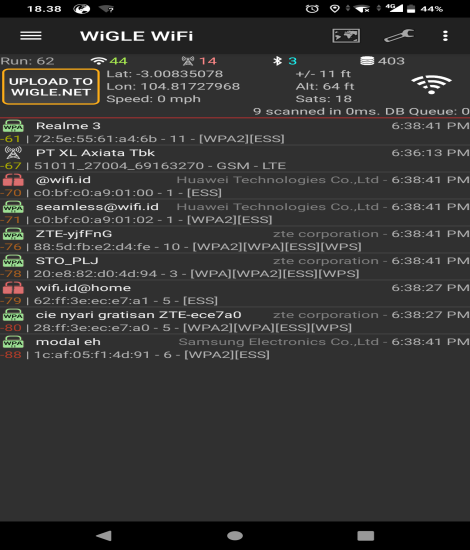 18.38 4G 44%
WiGLE WiFi
Run: 62 44 14 3 403
UPLOAD TO
WIGLE.NET
Lat: -3.00835078 +/- 11 ft
Lon: 104.81727968 Alt: 64 ft
Speed: 0 mph Sats: 18
9 scanned in 0ms. DB Queue: 0
WPA Realme 3 6:38:41 PM
-61 | 72:5e:55:61:a4:6b - 11 - [WPA2][ESS]
PT XL Axiata Tbk 6:36:13 PM
-67 | 51011_27004_69163270 - GSM - LTE
@wifi.id Huawei Technologies Co.,Ltd - 6:38:41 PM
-70 | c0:bf:c0:a9:01:00 - 1 - [ESS]
WPA seamless@wifi.id Huawei Technologies Co.,Ltd - 6:38:41 PM
-71 | c0:bf:c0:a9:01:02 - 1 - [WPA2][ESS]
WPA ZTE-yjfFnG zte corporation - 6:38:41 PM
-76 | 88:5d:fb:e2:d4:fe - 10 - [WPA2][WPA][ESS][WPS]
WPA STO_PLJ 6:38:41 PM
-78 | 20:e8:82:d0:4d:94 - 3 - [WPA][WPA2][ESS][WPS]
wifi.id@home 6:38:27 PM
-79 | 62:ff:3e:ec:e7:a1 - 5 - [ESS]
WPA cie nyari gratisan ZTE-ece7a0 zte corporation - 6:38:27 PM
-80 | 28:ff:3e:ec:e7:a0 - 5 - [WPA2][WPA][ESS][WPS]
WPA modal eh Samsung Electronics Co.,Ltd - 6:38:41 PM
-88 | 1c:af:05:f1:4d:91 - 6 - [WPA2][ESS]